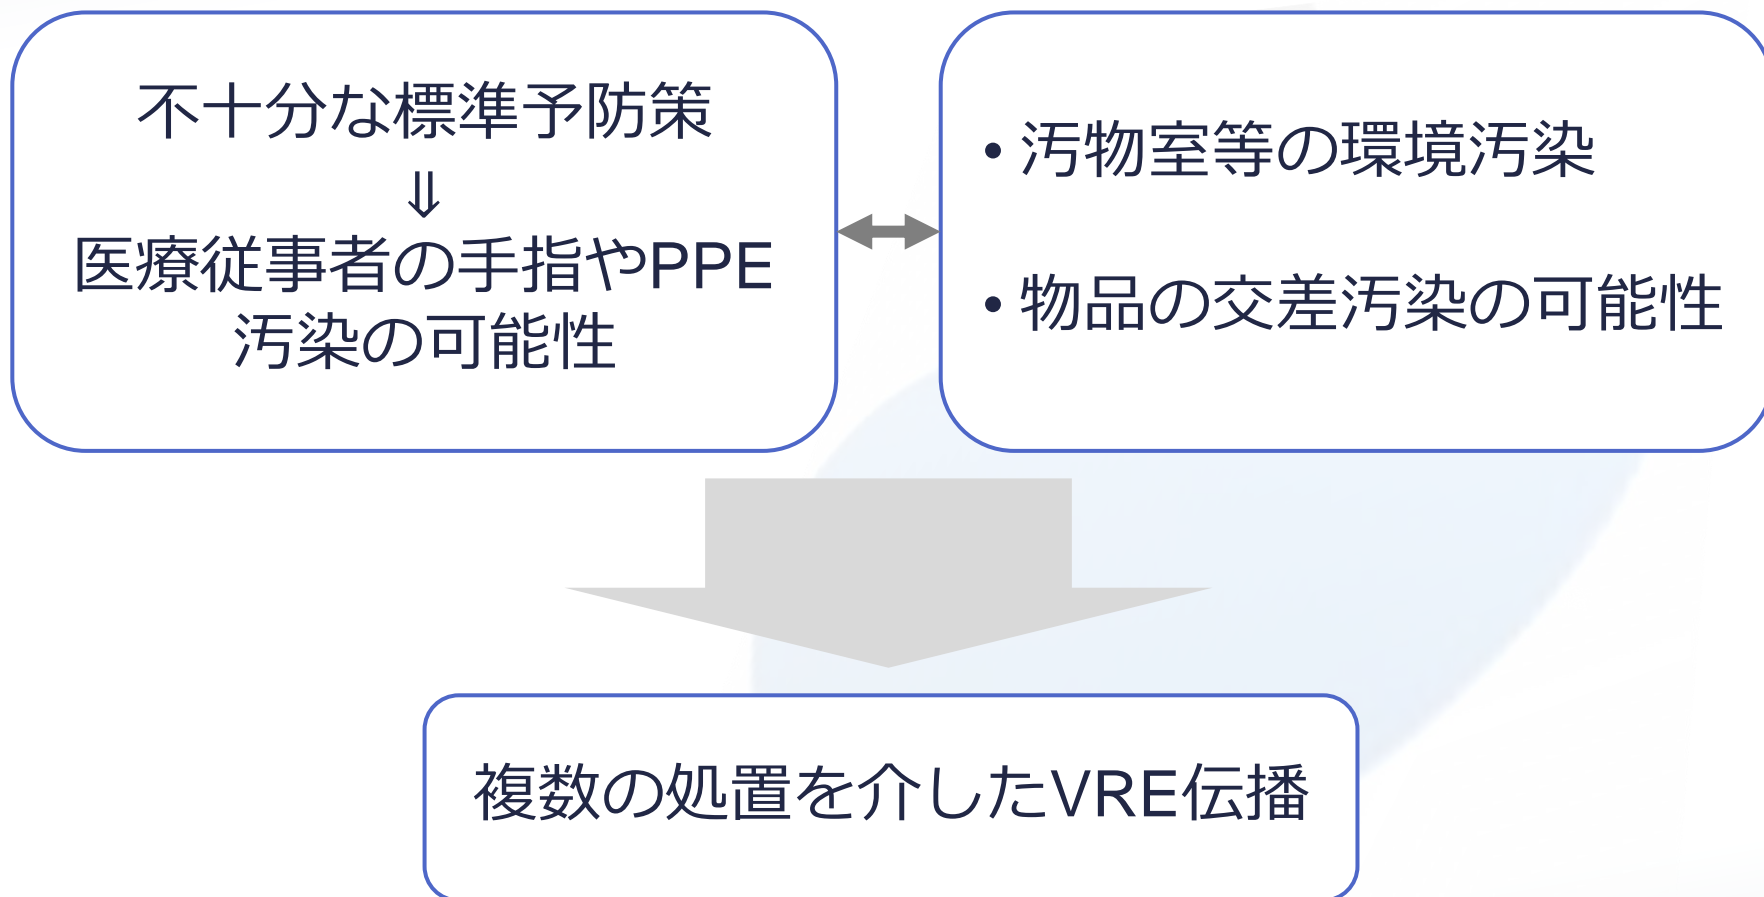 不十分な標準予防策
⇓
医療従事者の手指やPPE
汚染の可能性
• 汚物室等の環境汚染
• 物品の交差汚染の可能性
複数の処置を介したVRE伝播